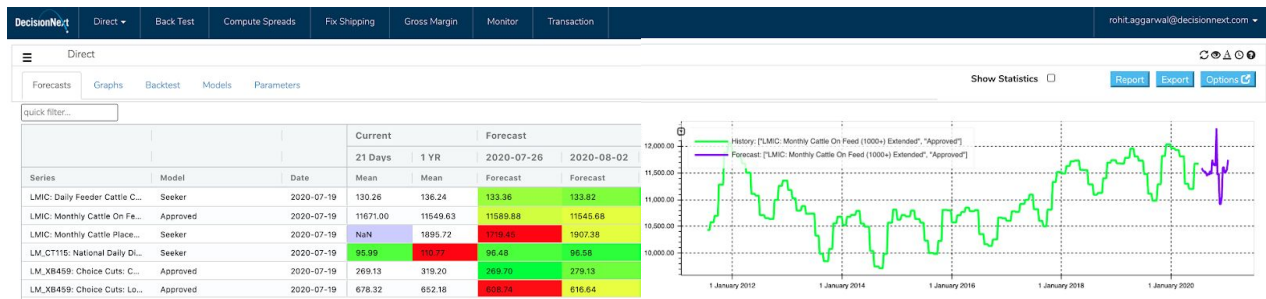 DecisionNext Direct Back Test Compute Spreads Fix Shipping Gross Margin Monitor Transaction rohit.aggarwal@decisionnext.com
Direct
Forecasts Graphs Backtest Models Parameters Show Statistics Report Export Options
quick filter...
Current Forecast
21 Days 1 YR 2020-07-26 2020-08-02
Series Model Date Mean Mean Forecast Forecast
LMIC: Daily Feeder Cattle C... Seeker 2020-07-19 130.26 136.24 133.36 133.82
LMIC: Monthly Cattle On Fe... Approved 2020-07-19 11671.00 11549.63 11589.88 11545.68
LMIC: Monthly Cattle Place... Seeker 2020-07-19 NaN 1895.72 1719.45 1907.38
LM_CT115: National Daily Di... Seeker 2020-07-19 95.99 110.77 96.48 96.58
LM_XB459: Choice Cuts: C... Approved 2020-07-19 269.13 319.20 269.70 279.13
LM_XB459: Choice Cuts: Lo... Approved 2020-07-19 678.32 652.18 608.74 616.64
History: ["LMIC: Monthly Cattle On Feed (1000+) Extended", "Approved"]
Forecast: ["LMIC: Monthly Cattle On Feed (1000+) Extended", "Approved"]
12,000.00
11,500.00
11,000.00
10,500.00
10,000.00
1 January 2012 1 January 2014 1 January 2016 1 January 2018 1 January 2020